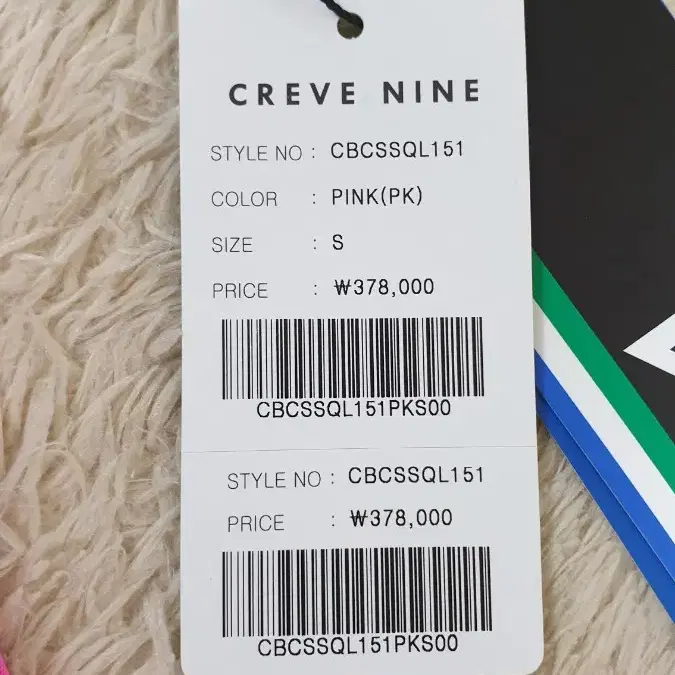 CREVE NINE
STYLE NO : CBCSSQL151
COLOR : PINK(PK)
SIZE : S
PRICE : ₩378,000
CBCSSQL151PKS00
STYLE NO : CBCSSQL151
PRICE : ₩378,000
CBCSSQL151PKS00